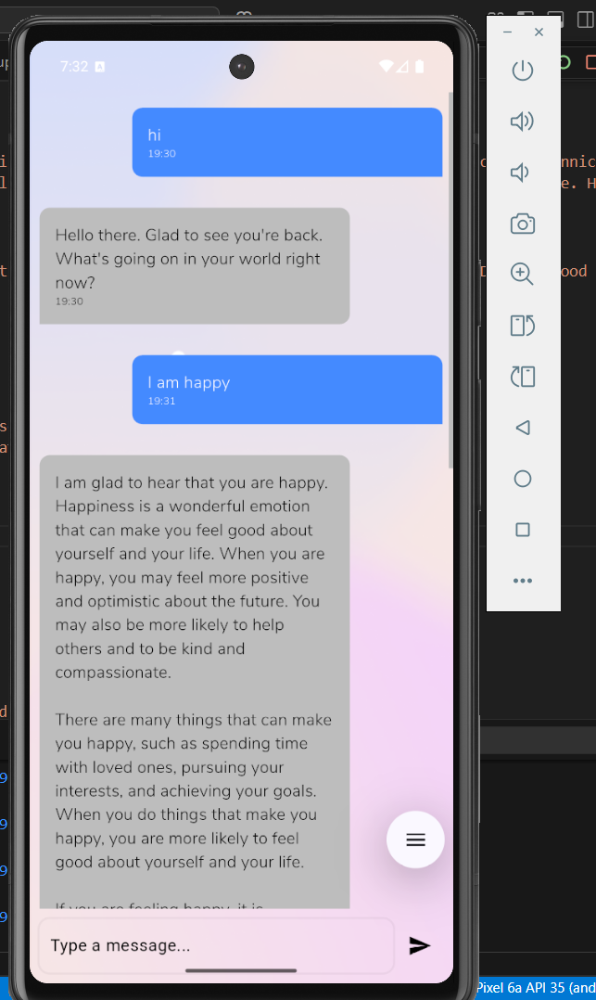 7:32
hi
19:30
Hello there. Glad to see you're back.
What's going on in your world right
now?
19:30
I am happy
19:31
I am glad to hear that you are happy.
Happiness is a wonderful emotion
that can make you feel good about
yourself and your life. When you are
happy, you may feel more positive
and optimistic about the future. You
may also be more likely to help
others and to be kind and
compassionate.
There are many things that can make
you happy, such as spending time
with loved ones, pursuing your
interests, and achieving your goals.
When you do things that make you
happy, you are more likely to feel
good about yourself and your life.
If you are feeling happy, it is
Type a message...
nnic
e. H
ood
Pixel 6a API 35 (and